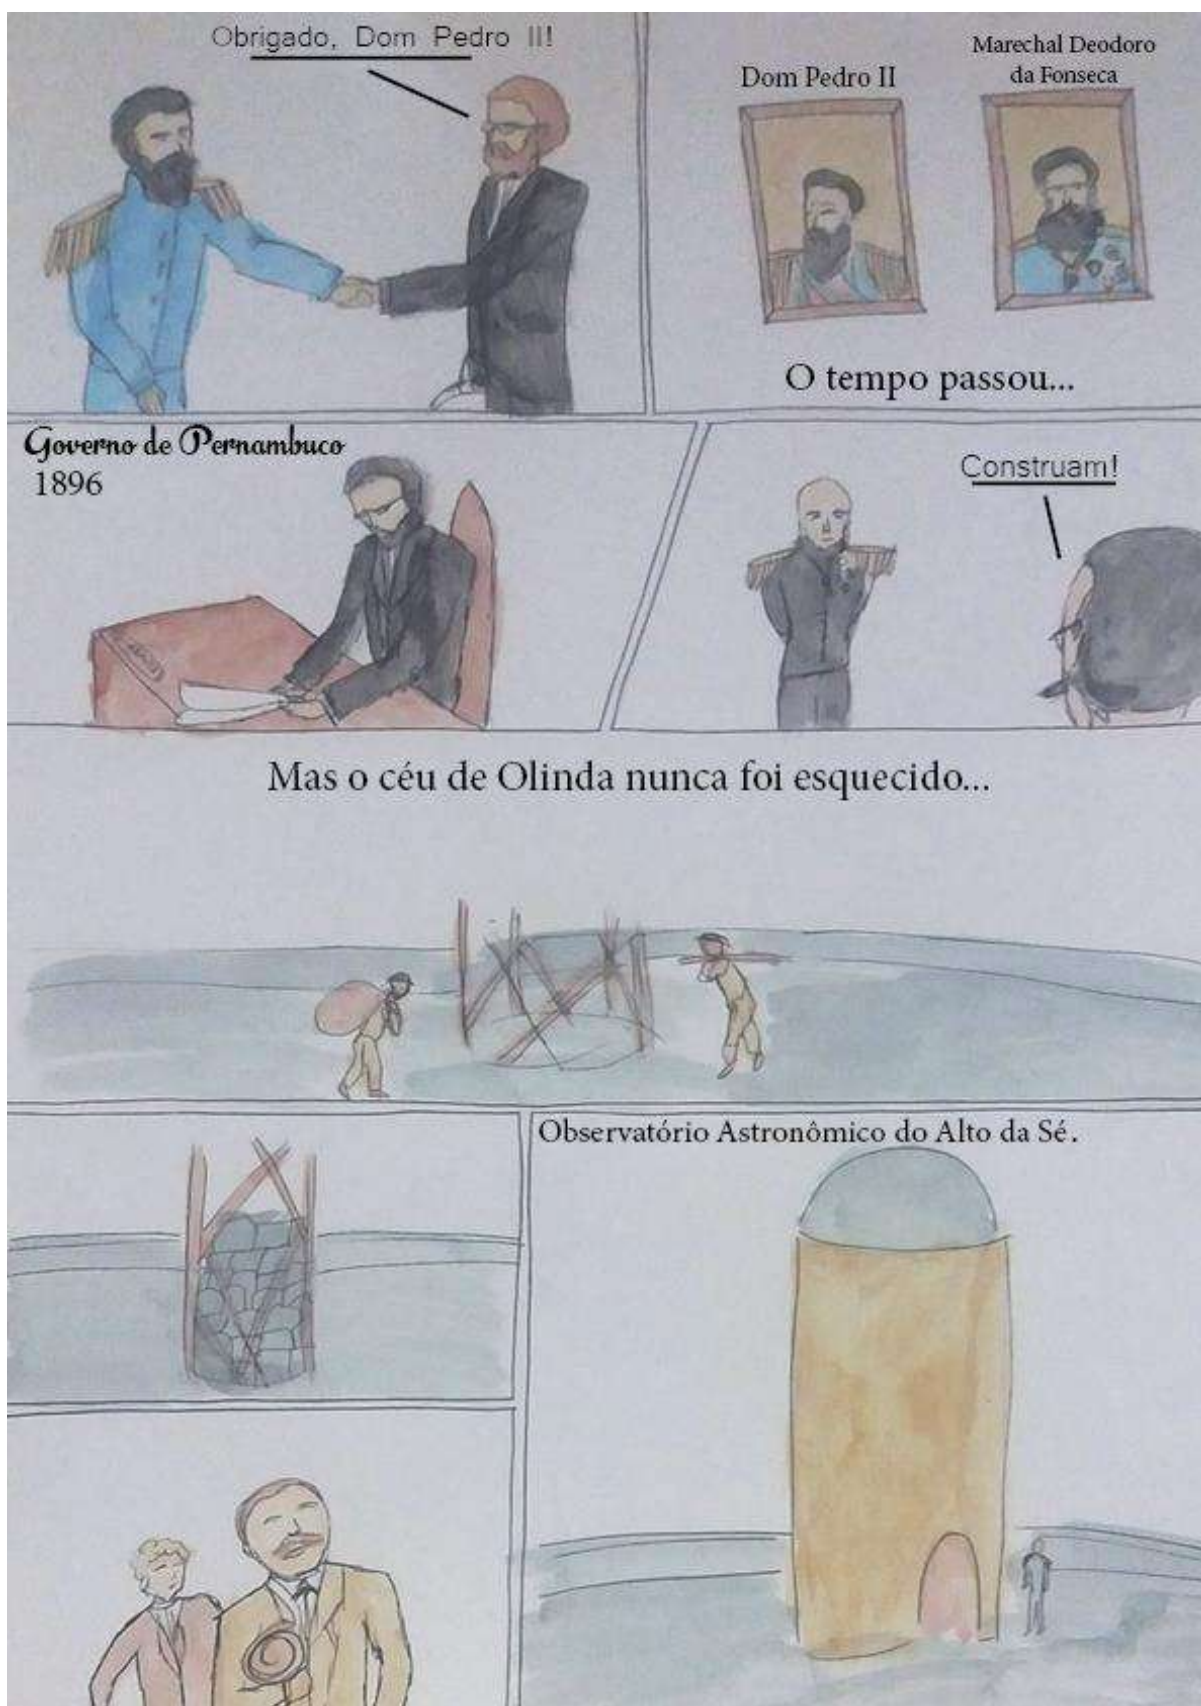 Obrigado, Dom Pedro II!
Dom Pedro II
Marechal Deodoro
da Fonseca
O tempo passou...
Governo de Pernambuco
1896
Construam!
Mas o céu de Olinda nunca foi esquecido...
Observatório Astronômico do Alto da Sé.